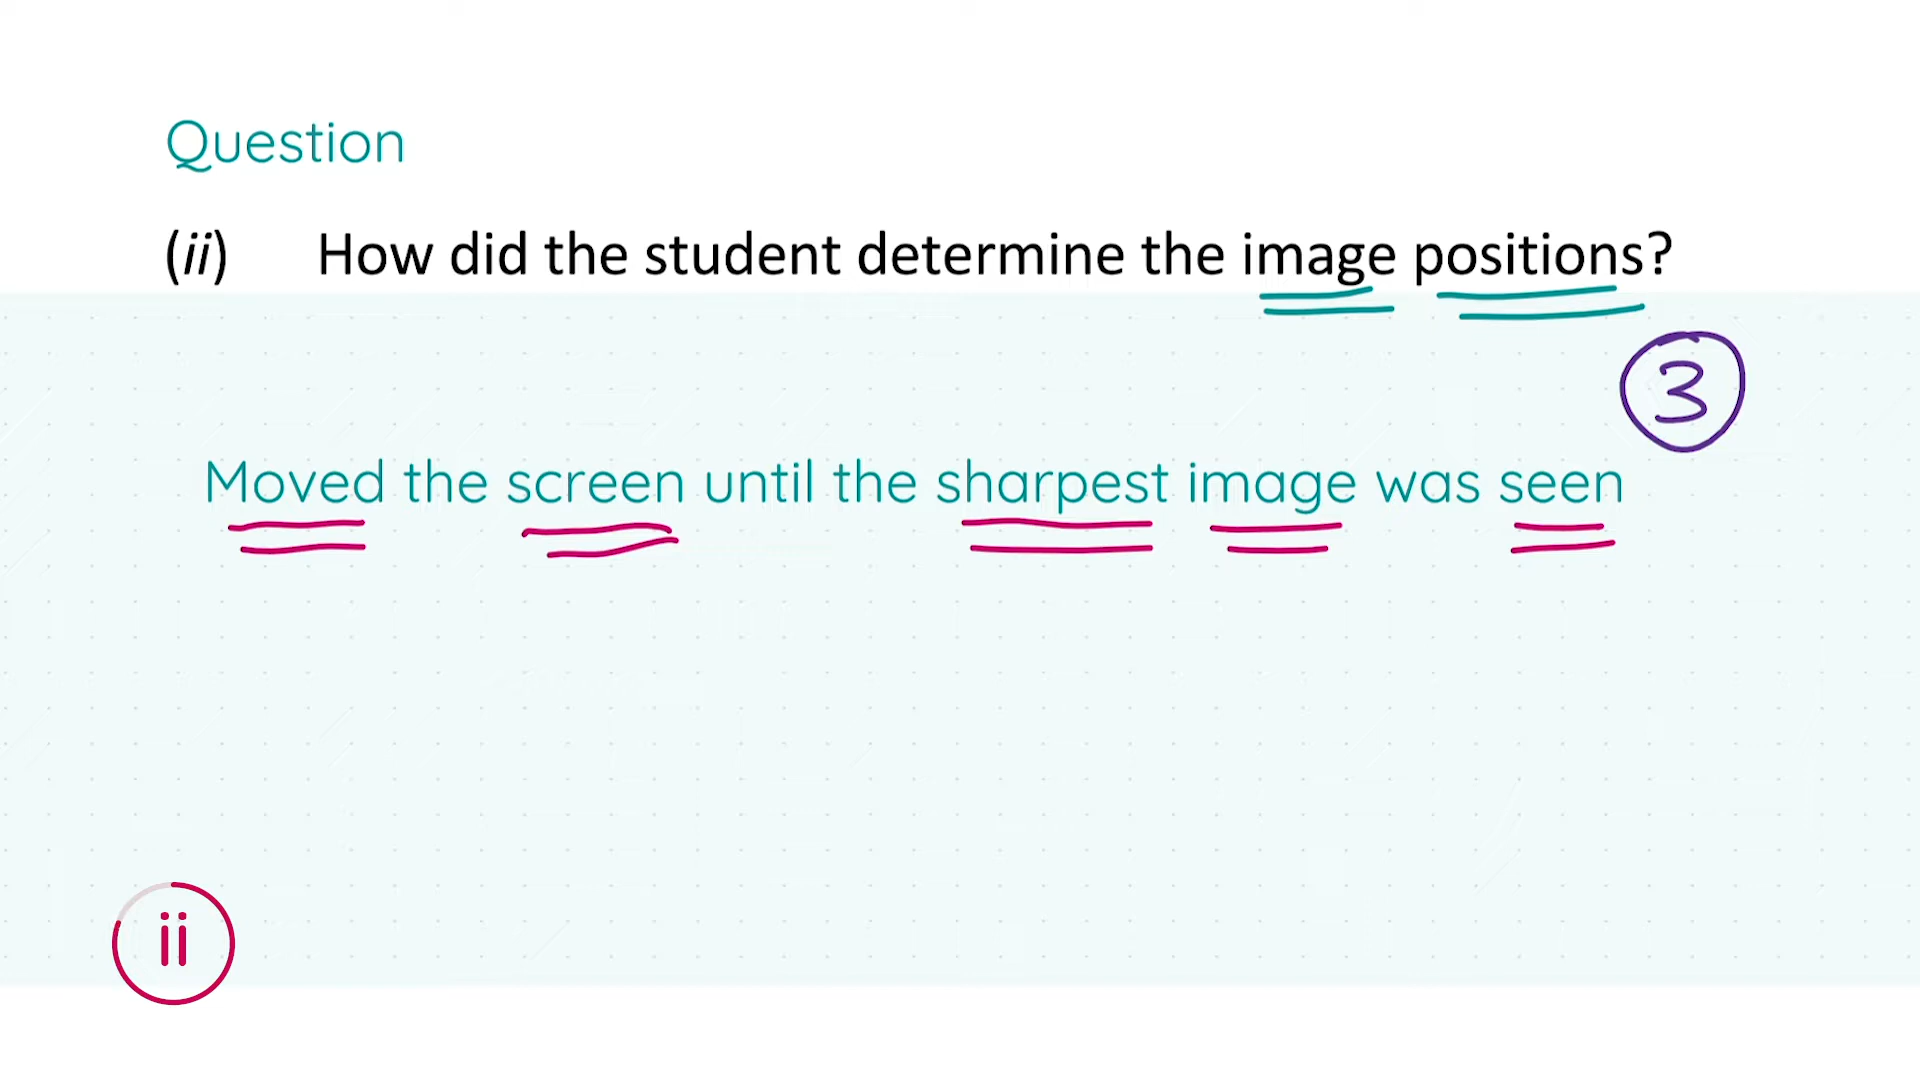 Question
(ii) How did the student determine the image positions?
3
Moved the screen until the sharpest image was seen
ii